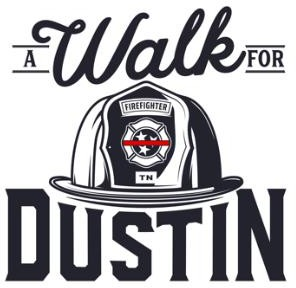 A Walk FOR
FIREFIGHTER
TN
DUSTIN